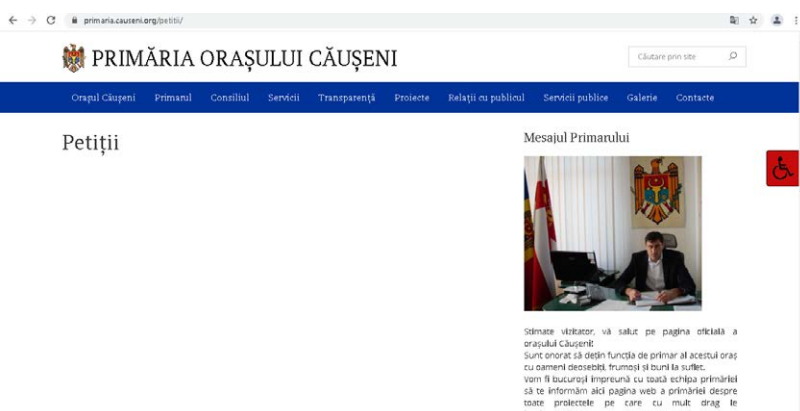 primaria.causeni.org/petitii/
PRIMĂRIA ORAȘULUI CĂUȘENI
Căutare prin site
Orașul Căușeni Primarul Consiliul Servicii Transparență Proiecte Relații cu publicul Servicii publice Galerie Contacte
Petiții
Mesajul Primarului
Stimate vizitator, vă salut pe pagina oficială a
orașului Căușeni!
Sunt onorat să dețin funcția de primar al acestui oraș
cu oameni deosebiți, frumoși și buni la suflet.
Vom fi bucuroși împreună cu toată echipa primăriei
să te informăm aici pagina web a primăriei despre
toate proiectele pe care cu mult drag le